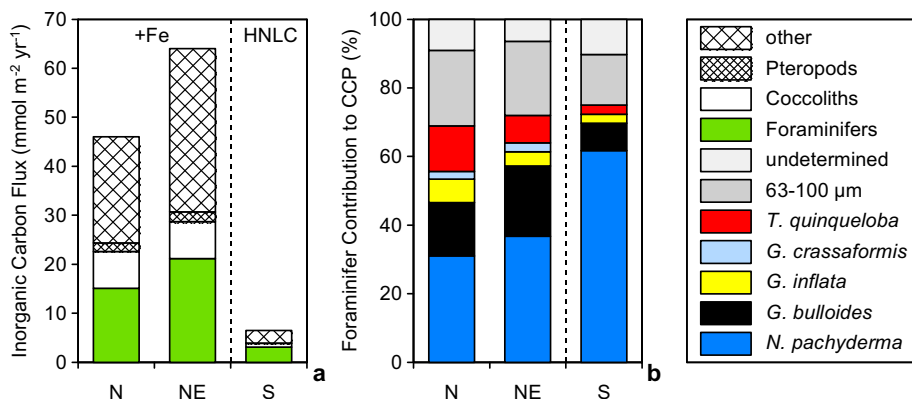 Inorganic Carbon Flux (mmol m-2 yr-1)
70
60
50
40
30
20
10
0
+Fe
HNLC
N
NE
S
a
Foraminifer Contribution to CCP (%)
100
80
60
40
20
0
N
NE
S
b
other
Pteropods
Coccoliths
Foraminifers
undetermined
63-100 µm
T. quinqueloba
G. crassaformis
G. inflata
G. bulloides
N. pachyderma